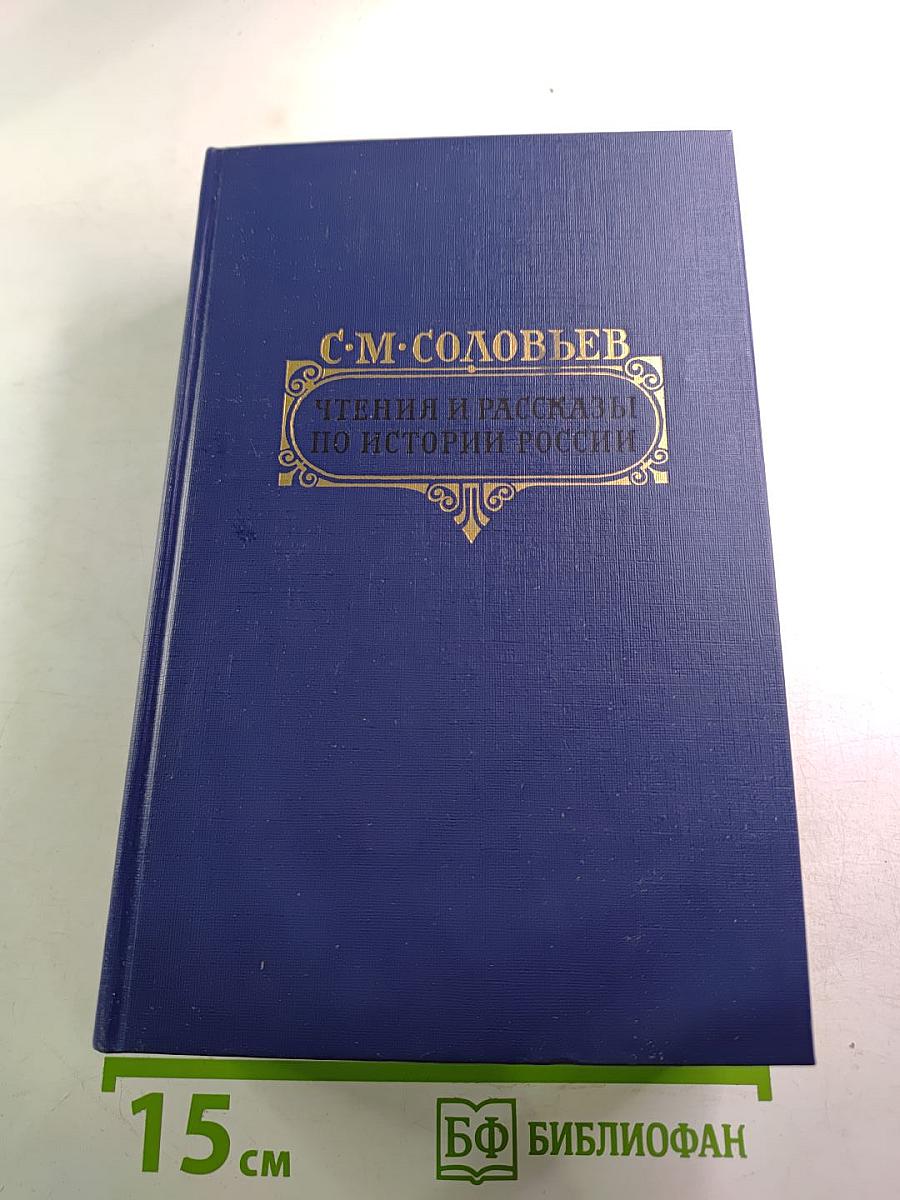 С·М·СОЛОВЬЕВ
ЧТЕНИЯ И РАССКАЗЫ
ПО ИСТОРИИ РОССИИ
15 см
БФ БИБЛИОФАН